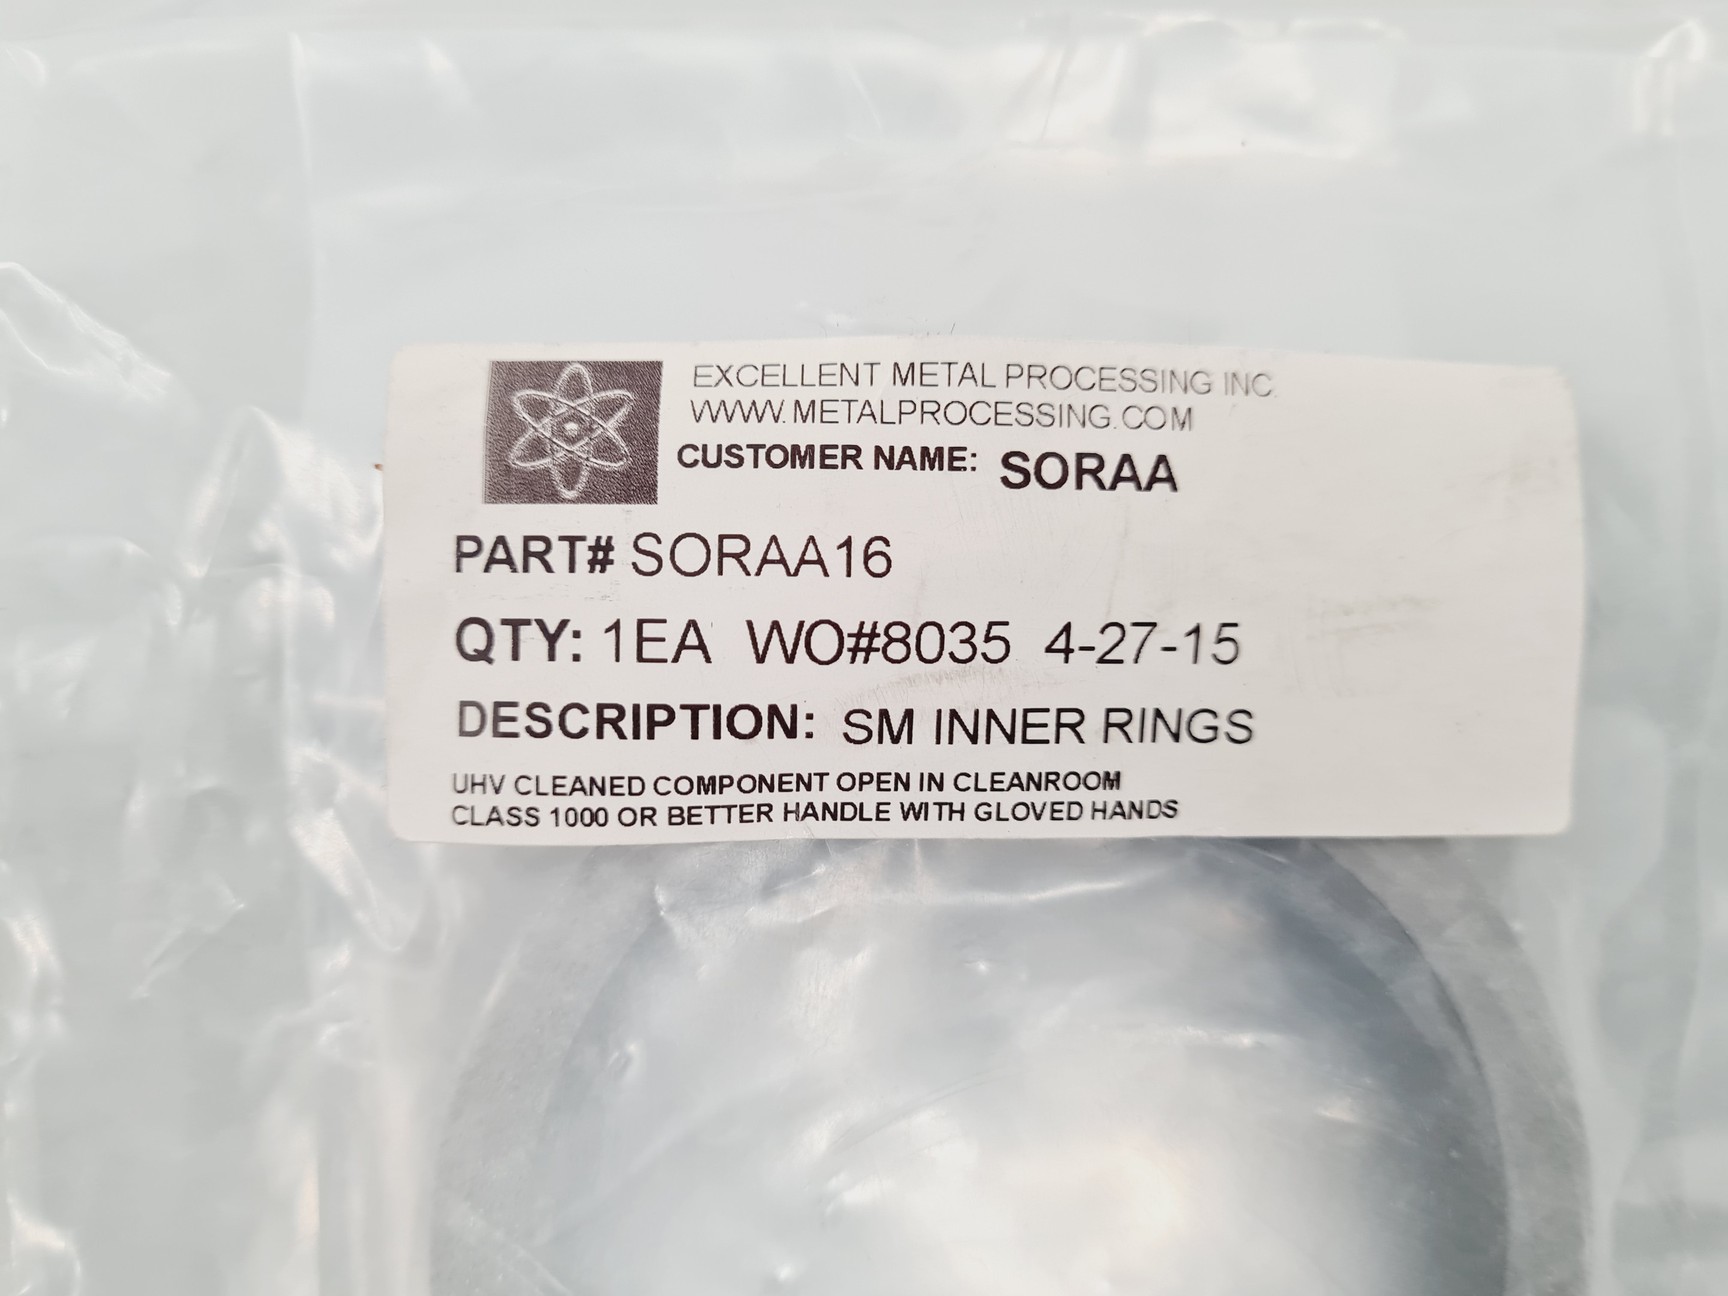 EXCELLENT METAL PROCESSING INC.
WWW.METALPROCESSING.COM
CUSTOMER NAME: SORAA
PART# SORAA16
QTY: 1EA WO#8035 4-27-15
DESCRIPTION: SM INNER RINGS
UHV CLEANED COMPONENT OPEN IN CLEANROOM
CLASS 1000 OR BETTER HANDLE WITH GLOVED HANDS